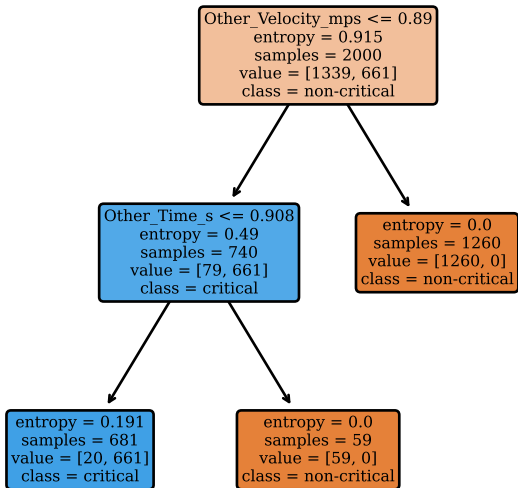 Other_Velocity_mps <= 0.89
entropy = 0.915
samples = 2000
value = [1339, 661]
class = non-critical
Other_Time_s <= 0.908
entropy = 0.49
samples = 740
value = [79, 661]
class = critical
entropy = 0.0
samples = 1260
value = [1260, 0]
class = non-critical
entropy = 0.191
samples = 681
value = [20, 661]
class = critical
entropy = 0.0
samples = 59
value = [59, 0]
class = non-critical